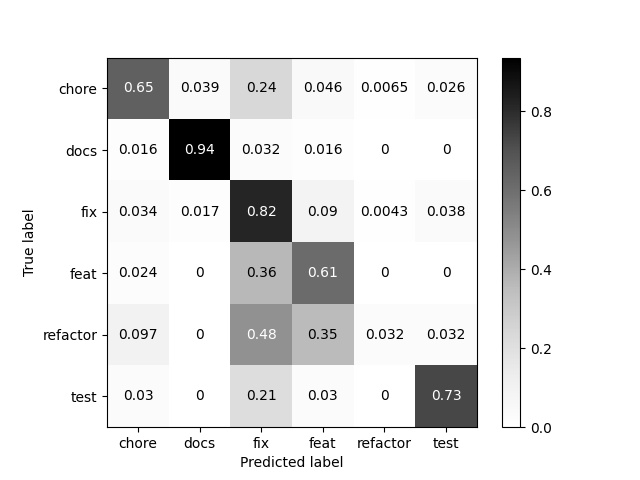 chore 0.65 0.039 0.24 0.046 0.0065 0.026
docs 0.016 0.94 0.032 0.016 0 0
fix 0.034 0.017 0.82 0.09 0.0043 0.038
feat 0.024 0 0.36 0.61 0 0
refactor 0.097 0 0.48 0.35 0.032 0.032
test 0.03 0 0.21 0.03 0 0.73
chore docs fix feat refactor test
Predicted label
True label
0.8
0.6
0.4
0.2
0.0